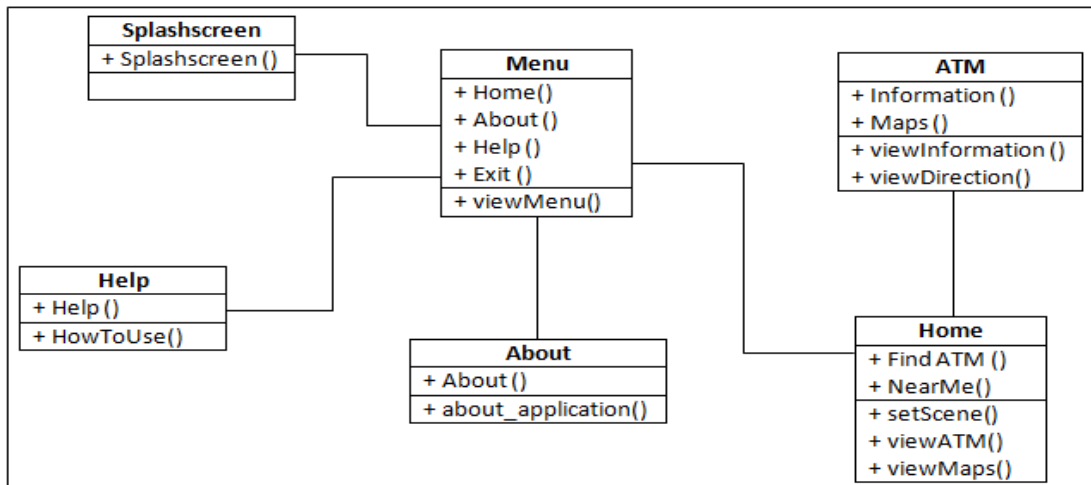 Splashscreen
+ Splashscreen ()
Menu
+ Home()
+ About ()
+ Help ()
+ Exit ()
+ viewMenu()
ATM
+ Information ()
+ Maps ()
+ viewInformation ()
+ viewDirection()
Help
+ Help ()
+ HowToUse()
About
+ About ()
+ about_application()
Home
+ Find ATM ()
+ NearMe()
+ setScene()
+ viewATM()
+ viewMaps()